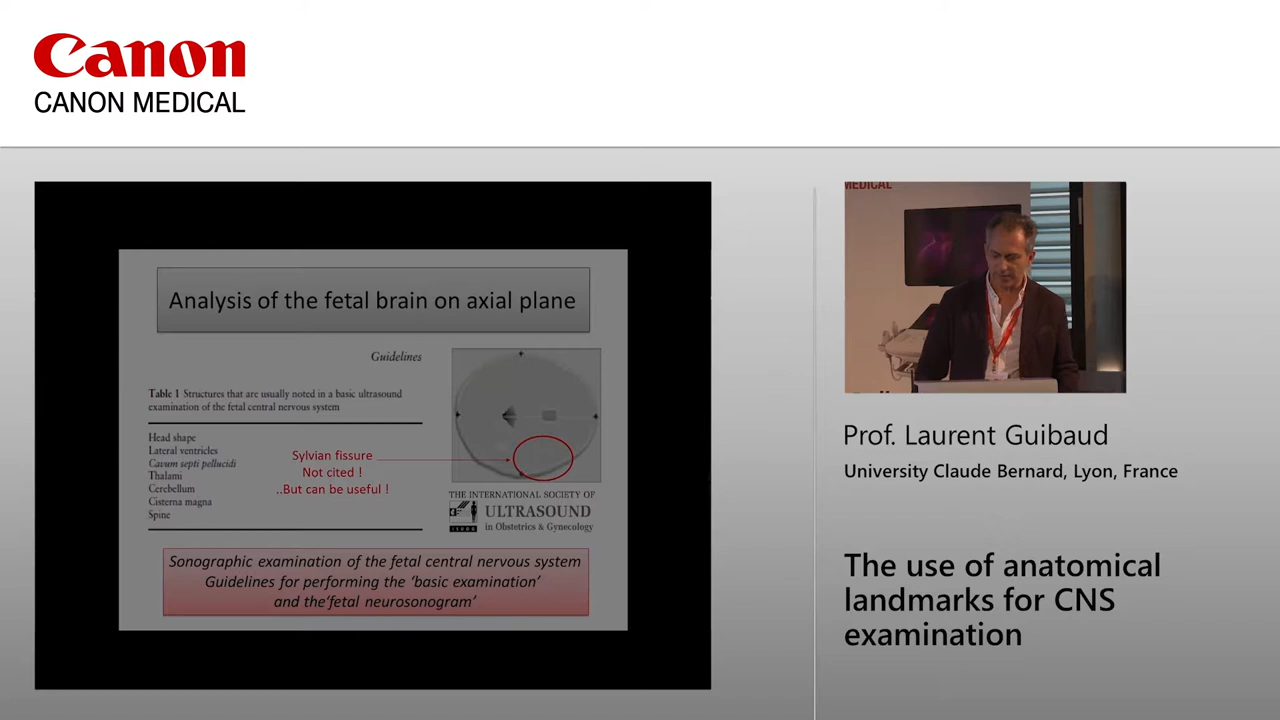 Canon
CANON MEDICAL
MEDICAL
Analysis of the fetal brain on axial plane
Guidelines
Table 1 Structures that are usually noted in a basic ultrasound
examination of the fetal central nervous system
Head shape
Lateral ventricles
Cavum septi pellucidi
Thalami
Cerebellum
Cisterna magna
Spine
Sylvian fissure
Not cited !
..But can be useful !
THE INTERNATIONAL SOCIETY OF
ULTRASOUND
in Obstetrics & Gynecology
isuog
Sonographic examination of the fetal central nervous system
Guidelines for performing the ‘basic examination’
and the‘fetal neurosonogram’
Prof. Laurent Guibaud
University Claude Bernard, Lyon, France
The use of anatomical
landmarks for CNS
examination